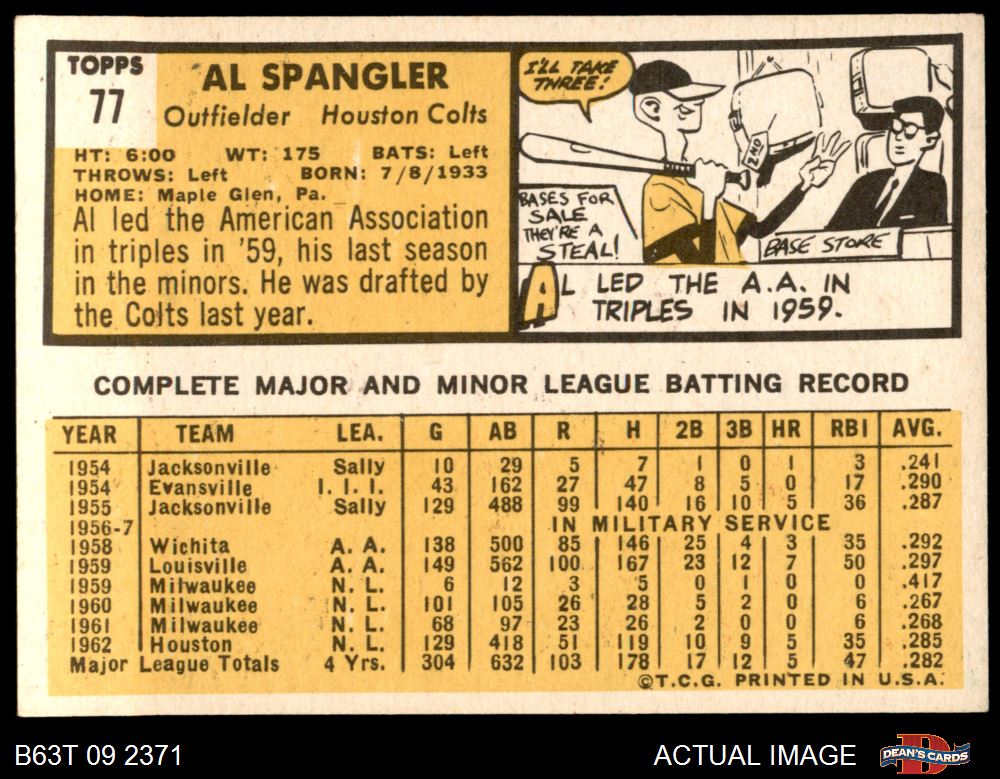 TOPPS
77
AL SPANGLER
Outfielder Houston Colts
HT: 6:00 WT: 175 BATS: Left
THROWS: Left BORN: 7/8/1933
HOME: Maple Glen, Pa.
Al led the American Association
in triples in '59, his last season
in the minors. He was drafted by
the Colts last year.
I'LL TAKE
THREE!
2ND
BASES FOR
SALE
THEY'RE A
STEAL!
BASE STORE
AL LED THE A.A. IN
TRIPLES IN 1959.
COMPLETE MAJOR AND MINOR LEAGUE BATTING RECORD
YEAR TEAM LEA. G AB R H 2B 3B HR RBI AVG.
1954 Jacksonville Sally 10 29 5 7 1 0 1 3 .241
1954 Evansville I. I. I. 43 162 27 47 8 5 0 17 .290
1955 Jacksonville Sally 129 488 99 140 16 10 5 36 .287
1956-7 IN MILITARY SERVICE
1958 Wichita A. A. 138 500 85 146 25 4 3 35 .292
1959 Louisville A. A. 149 562 100 167 23 12 7 50 .297
1959 Milwaukee N. L. 6 12 3 5 0 1 0 0 .417
1960 Milwaukee N. L. 101 105 26 28 5 2 0 6 .267
1961 Milwaukee N. L. 68 97 23 26 2 0 0 6 .268
1962 Houston N. L. 129 418 51 119 10 9 5 35 .285
Major League Totals 4 Yrs. 304 632 103 178 17 12 5 47 .282
©T.C.G. PRINTED IN U.S.A.
B63T 09 2371 ACTUAL IMAGE
DEAN'S CARDS